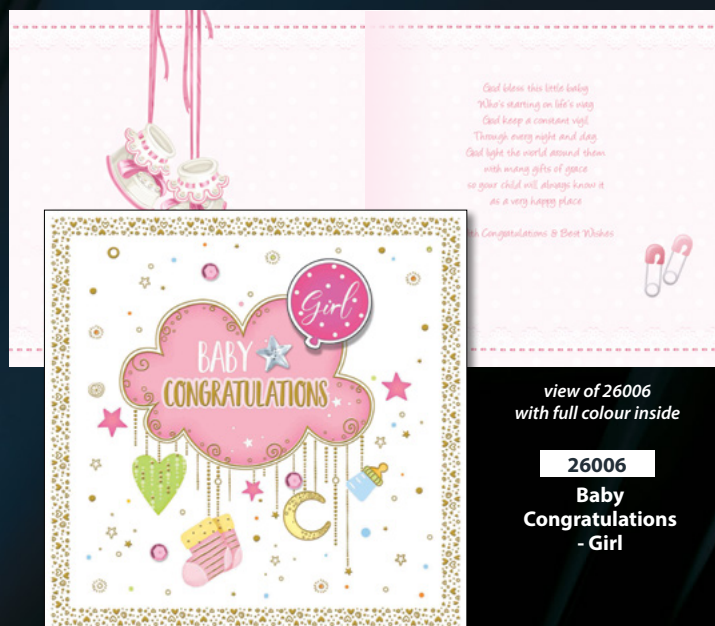 God bless this little baby
Who's starting on life's way
God keep a constant vigil
Through every night and day.
God light the world around them
with many gifts of grace
so your child will always know it
as a very happy place
Congratulations & Best Wishes
Girl
BABY
CONGRATULATIONS
view of 26006
with full colour inside
26006
Baby
Congratulations
- Girl